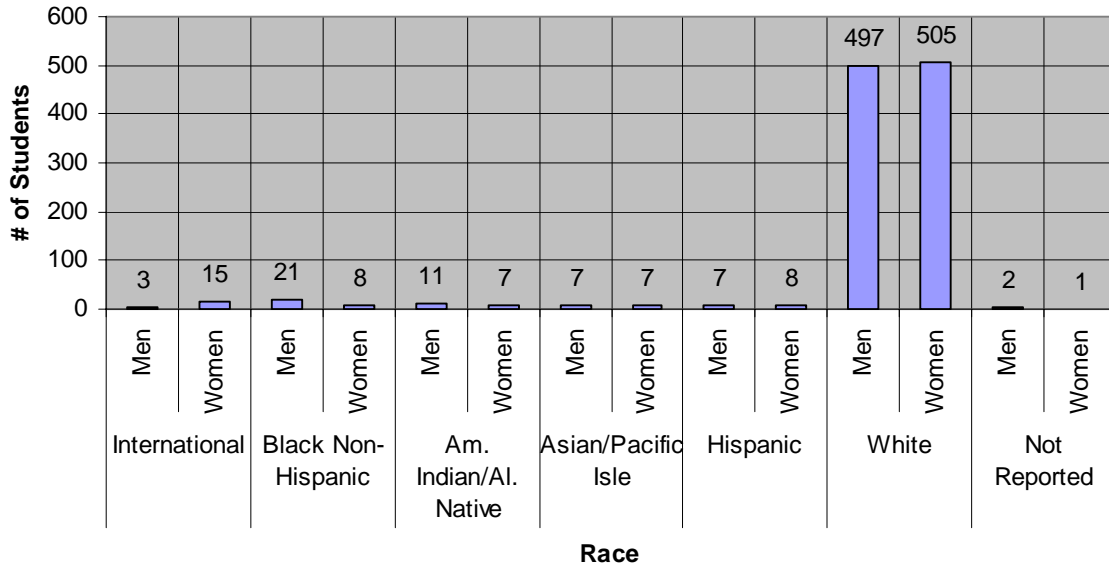 # of Students
600
500
400
300
200
100
0
3
15
21
8
11
7
7
7
7
8
497
505
2
1
Men
Women
Men
Women
Men
Women
Men
Women
Men
Women
Men
Women
Men
Women
International
Black Non-
Hispanic
Am.
Indian/Al.
Native
Asian/Pacific
Isle
Hispanic
White
Not
Reported
Race